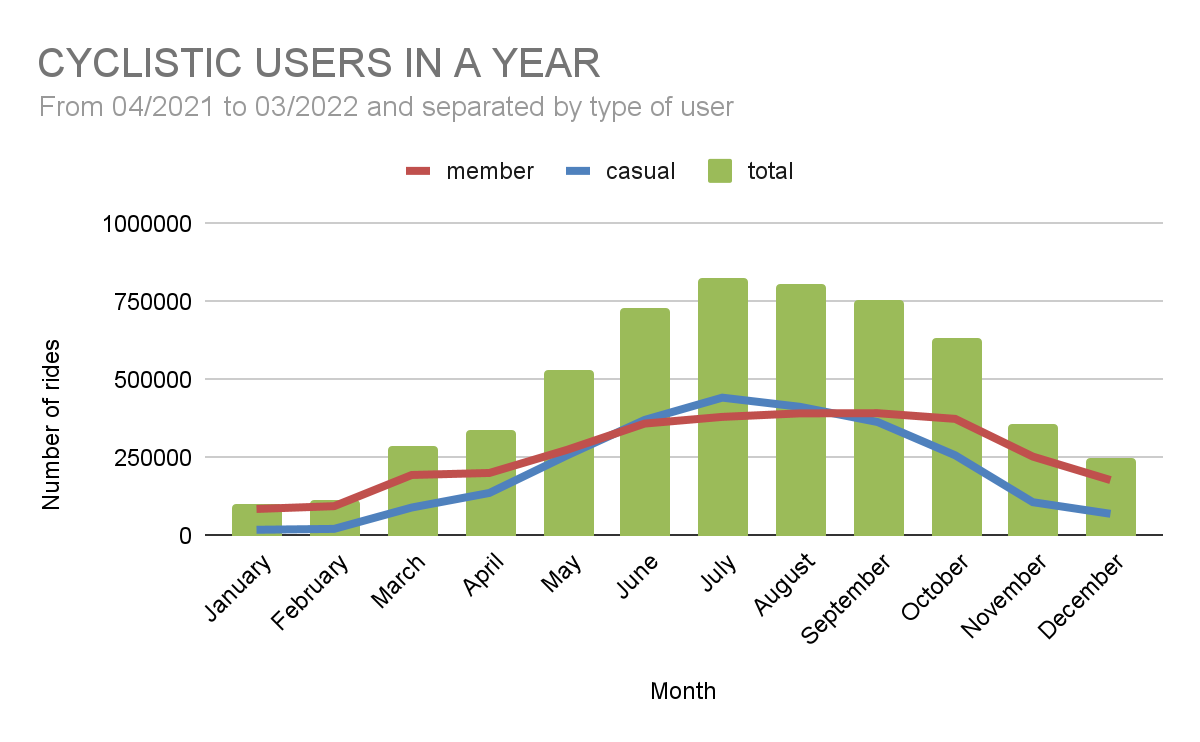 CYCLISTIC USERS IN A YEAR
From 04/2021 to 03/2022 and separated by type of user
member casual total
1000000
750000
500000
250000
0
Number of rides
January February March April May June July August September October November December
Month